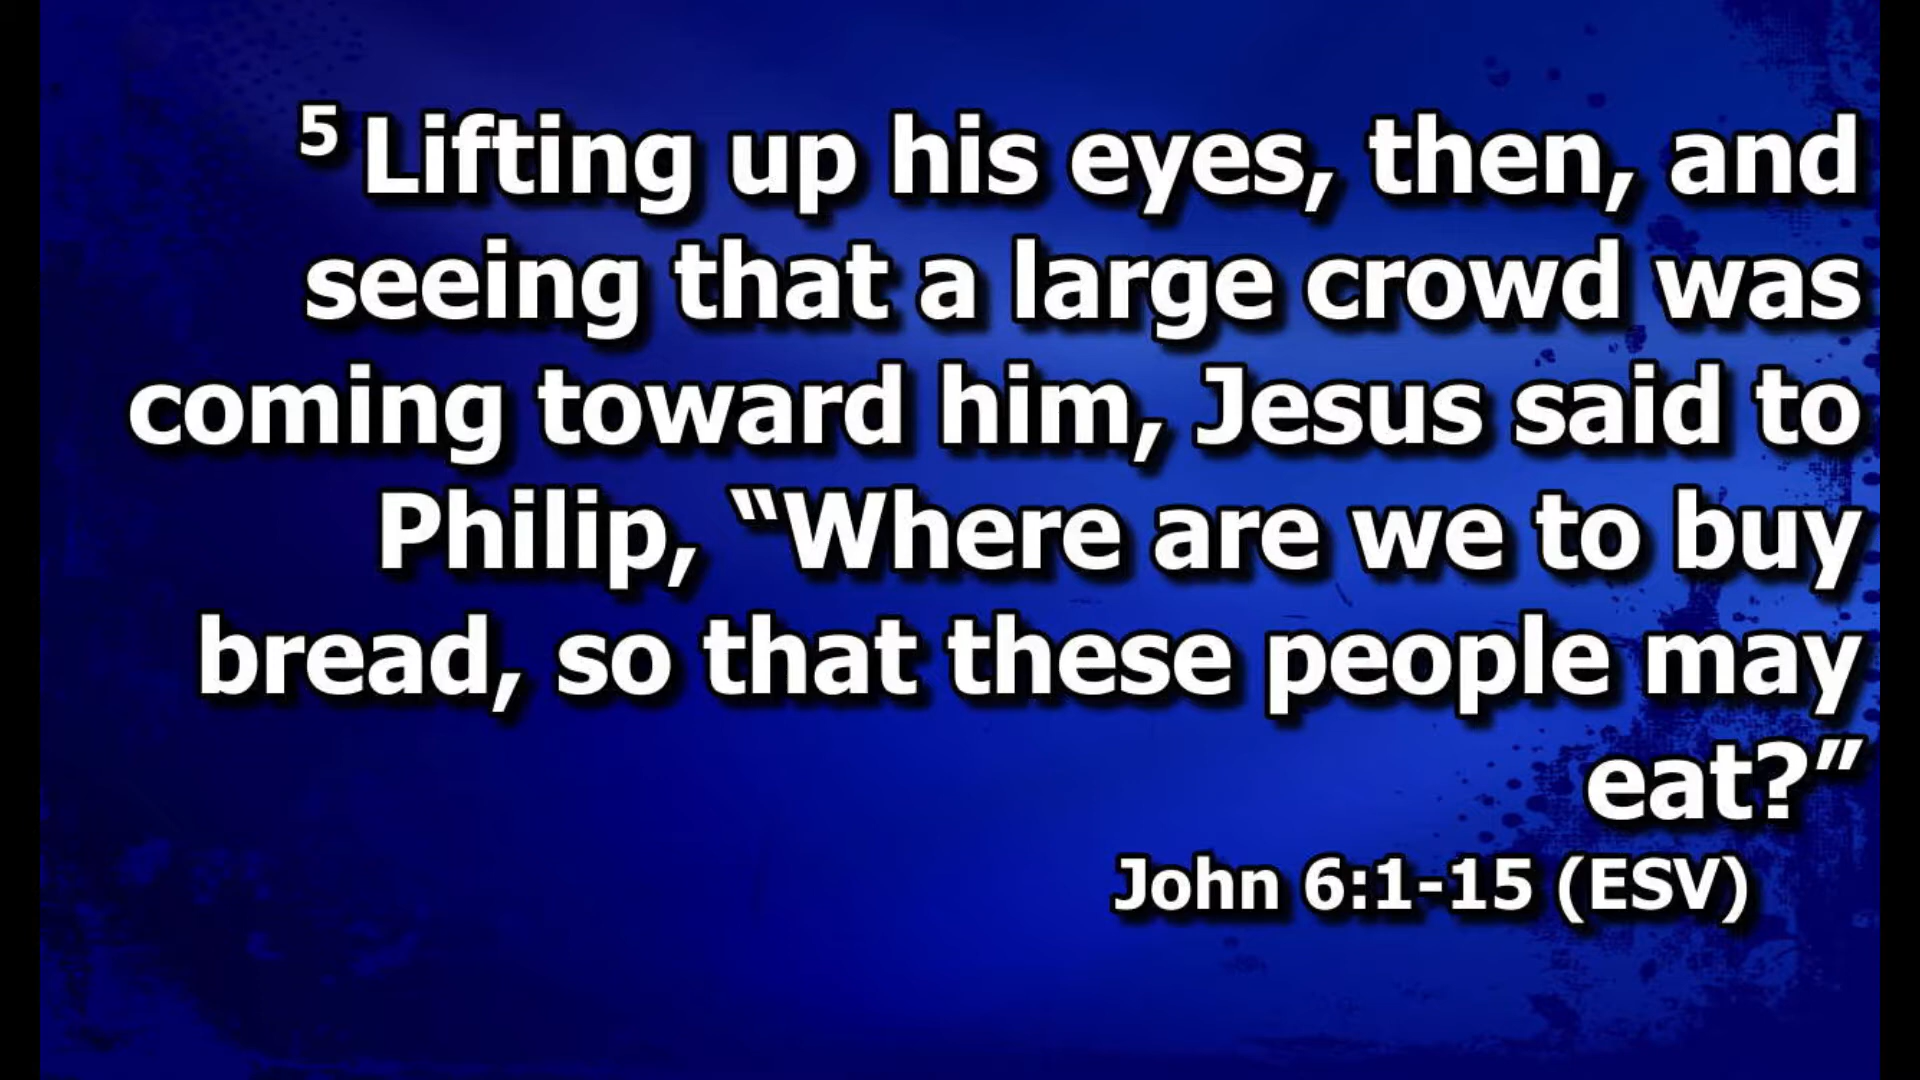 5 Lifting up his eyes, then, and
seeing that a large crowd was
coming toward him, Jesus said to
Philip, “Where are we to buy
bread, so that these people may
eat?”
John 6:1-15 (ESV)